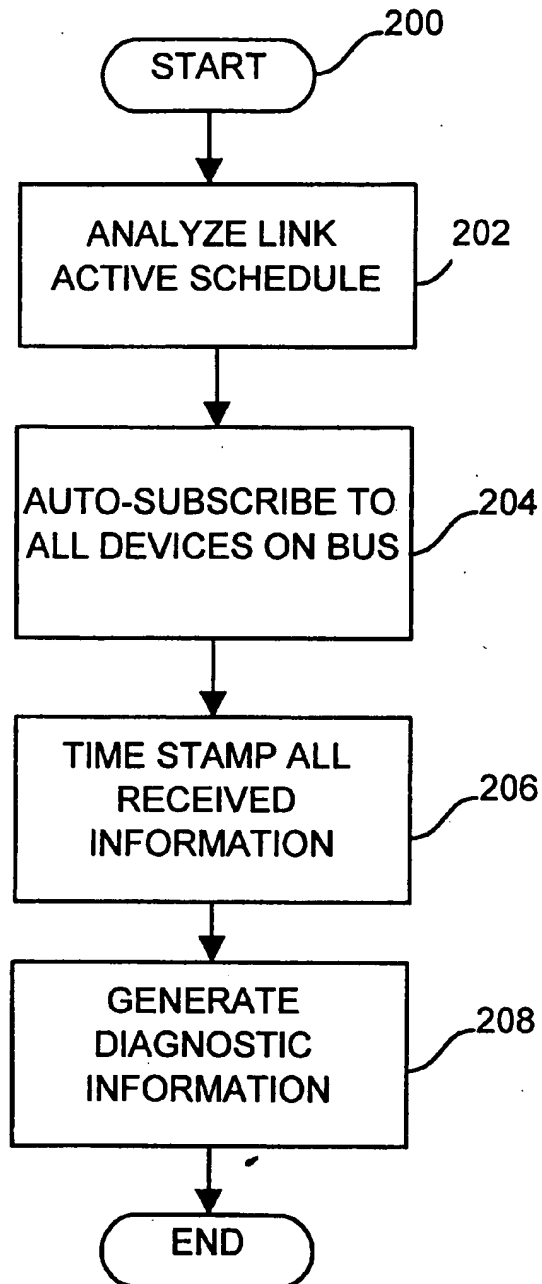 200
START
ANALYZE LINK
ACTIVE SCHEDULE
202
AUTO-SUBSCRIBE TO
ALL DEVICES ON BUS
204
TIME STAMP ALL
RECEIVED
INFORMATION
206
GENERATE
DIAGNOSTIC
INFORMATION
208
END